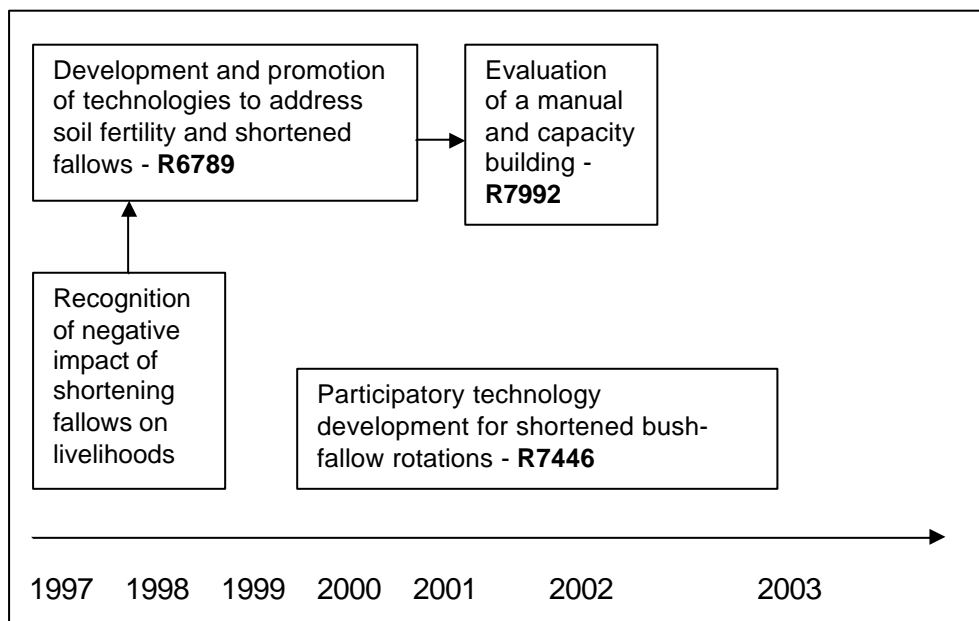 Development and promotion
of technologies to address
soil fertility and shortened
fallows - R6789
Evaluation
of a manual
and capacity
building -
R7992
Recognition
of negative
impact of
shortening
fallows on
livelihoods
Participatory technology
development for shortened bush-
fallow rotations - R7446
1997 1998 1999 2000 2001 2002 2003